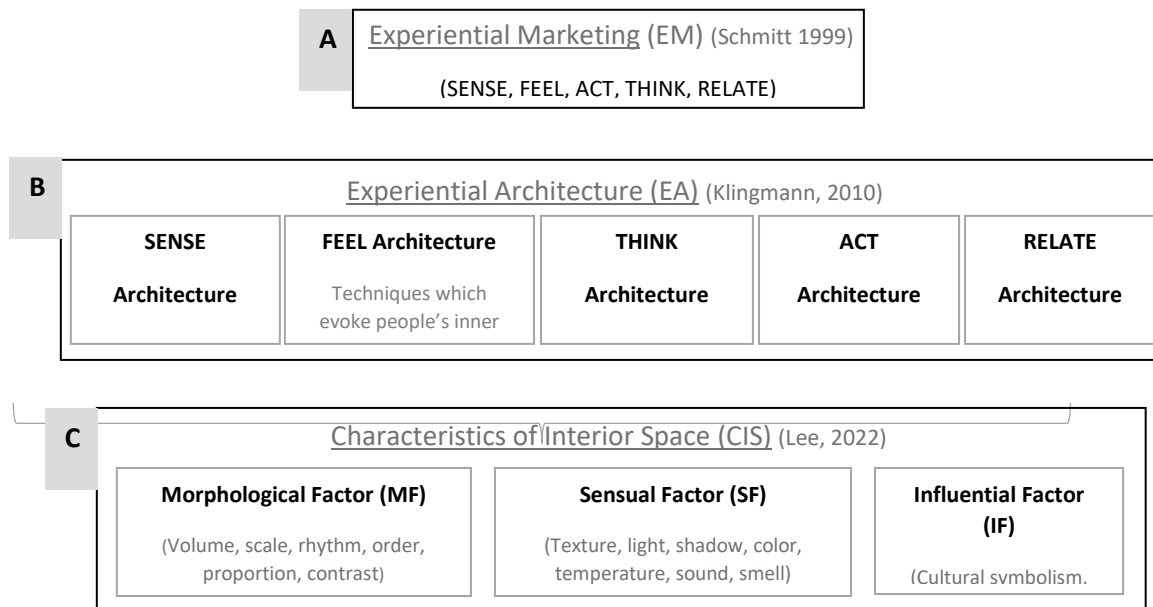 A
Experiential Marketing (EM) (Schmitt 1999)
(SENSE, FEEL, ACT, THINK, RELATE)
B
Experiential Architecture (EA) (Klingmann, 2010)
SENSE
Architecture
FEEL Architecture
Techniques which
evoke people’s inner
THINK
Architecture
ACT
Architecture
RELATE
Architecture
C
Characteristics of Interior Space (CIS) (Lee, 2022)
Morphological Factor (MF)
(Volume, scale, rhythm, order,
proportion, contrast)
Sensual Factor (SF)
(Texture, light, shadow, color,
temperature, sound, smell)
Influential Factor
(IF)
(Cultural symbolism,